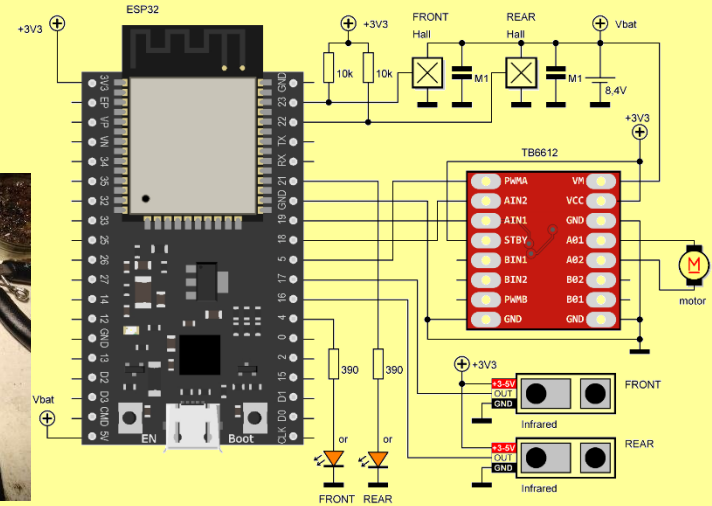 ESP32
+3V3
+3V3
+3V3
FRONT
Hall
REAR
Hall
Vbat
10k
10k
M1
M1
8,4V
3V3
EP
VP
VN
34
35
32
33
25
26
27
14
12
GND
13
D2
D3
CMD
5V
GND
23
22
TX
RX
21
GND
19
18
5
17
16
4
0
2
15
D1
D0
CLK
EN
Boot
Vbat
+3V3
TB6612
PWMA
AIN2
AIN1
STBY
BIN1
BIN2
PWMB
GND
VM
VCC
GND
A01
A02
B02
B01
GND
M
motor
390
390
or
or
FRONT
REAR
+3V3
+3-5V
OUT
GND
FRONT
Infrared
+3-5V
OUT
GND
REAR
Infrared